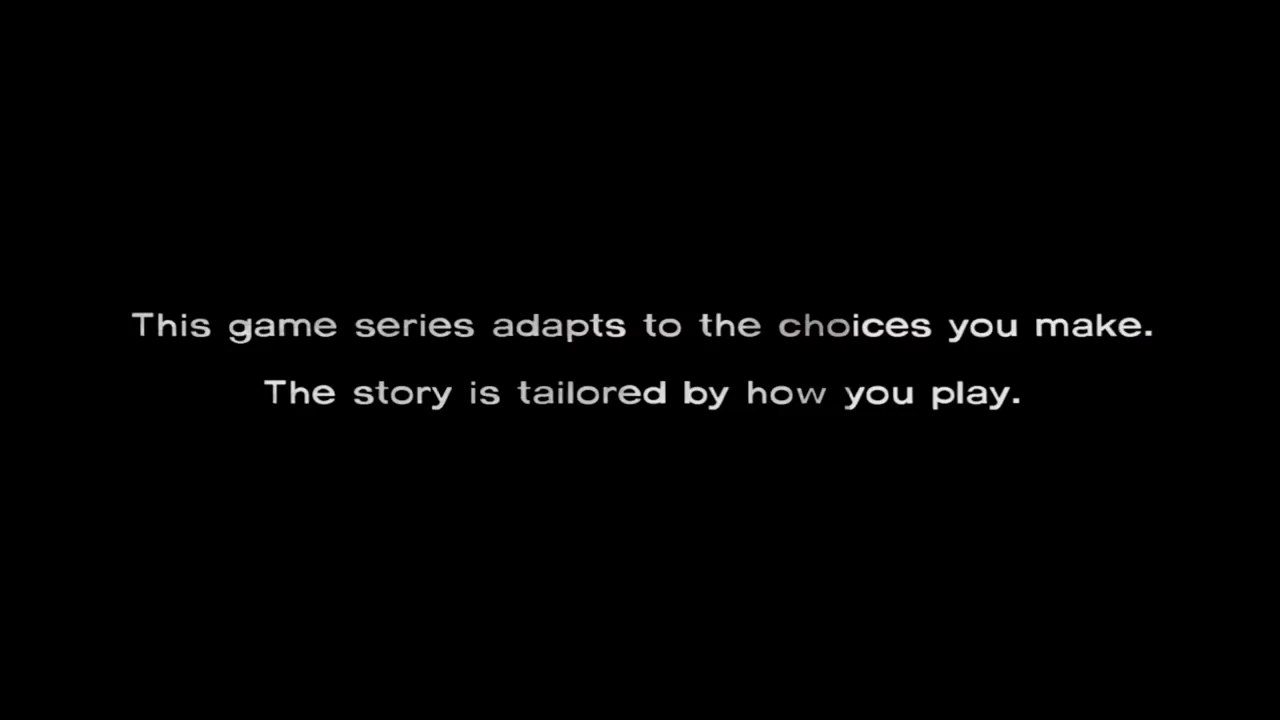 This game series adapts to the choices you make.
The story is tailored by how you play.